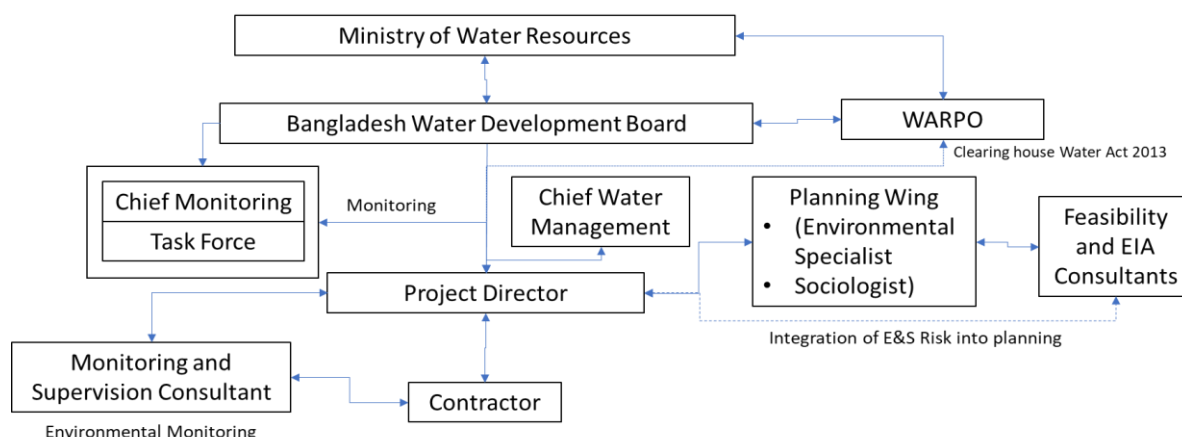 Ministry of Water Resources
Bangladesh Water Development Board
WARPO
Clearing house Water Act 2013
Chief Monitoring
Task Force
Monitoring
Chief Water
Management
Planning Wing
• (Environmental
Specialist
• Sociologist)
Feasibility
and EIA
Consultants
Project Director
Integration of E&S Risk into planning
Monitoring and
Supervision Consultant
Contractor
Environmental Monitoring